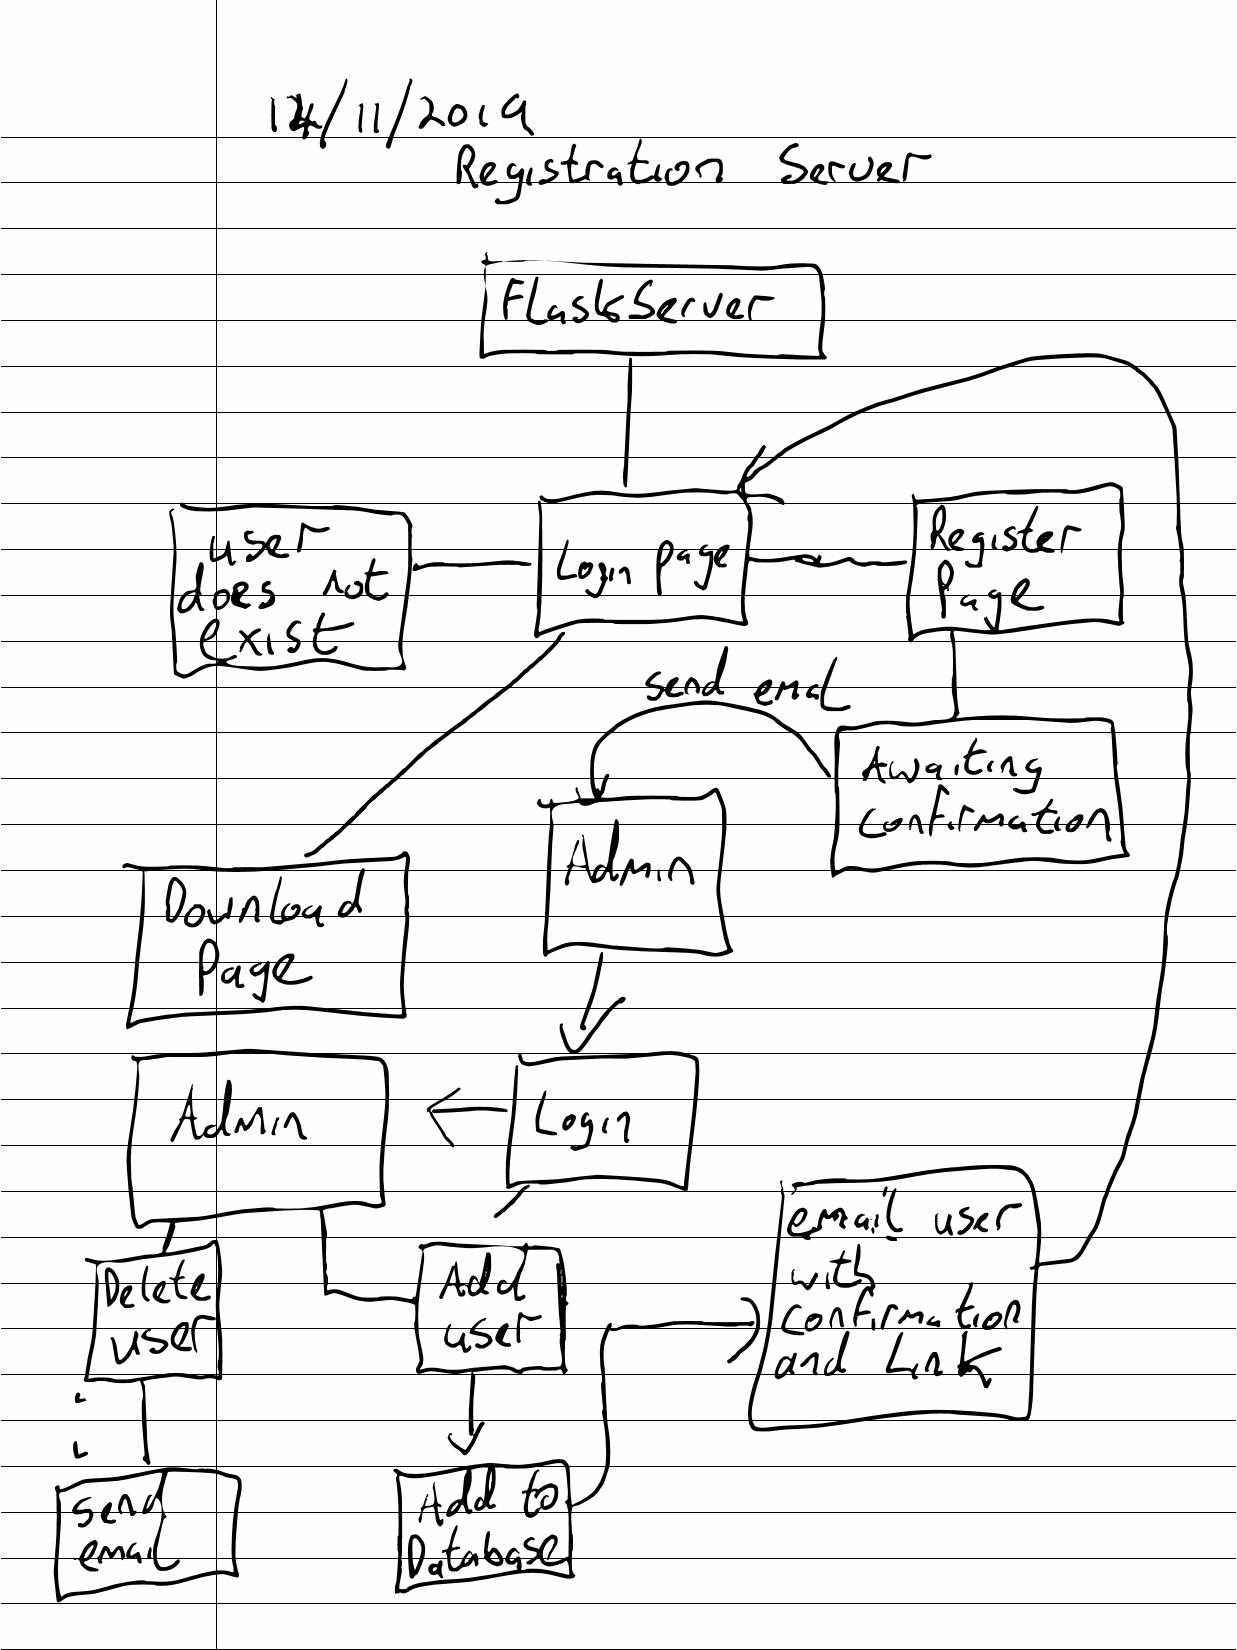 14/11/2019
Registration Server
FlaskServer
user
does not
exist
Login page
Register
Page
send emal
Awaiting
confirmation
Admin
Download
Page
Admin
Login
Delete
user
Add
user
email user
with
confirmation
and Link
send
email
Add to
Database